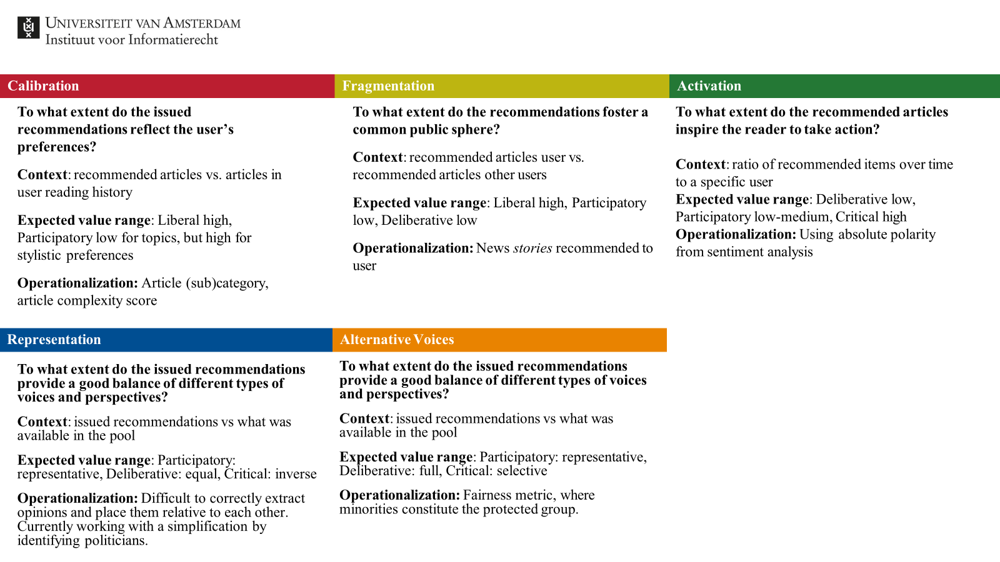 UNIVERSITEIT VAN AMSTERDAM
Instituut voor Informatierecht
Calibration
To what extent do the issued
recommendations reflect the user’s
preferences?
Context: recommended articles vs. articles in
user reading history
Expected value range: Liberal high,
Participatory low for topics, but high for
stylistic preferences
Operationalization: Article (sub)category,
article complexity score
Fragmentation
To what extent do the recommendations foster a
common public sphere?
Context: recommended articles user vs.
recommended articles other users
Expected value range: Liberal high, Participatory
low, Deliberative low
Operationalization: News stories recommended to
user
Activation
To what extent do the recommended articles
inspire the reader to take action?
Context: ratio of recommended items over time
to a specific user
Expected value range: Deliberative low,
Participatory low-medium, Critical high
Operationalization: Using absolute polarity
from sentiment analysis
Representation
To what extent do the issued recommendations
provide a good balance of different types of
voices and perspectives?
Context: issued recommendations vs what was
available in the pool
Expected value range: Participatory:
representative, Deliberative: equal, Critical: inverse
Operationalization: Difficult to correctly extract
opinions and place them relative to each other.
Currently working with a simplification by
identifying politicians.
Alternative Voices
To what extent do the issued recommendations
provide a good balance of different types of voices
and perspectives?
Context: issued recommendations vs what was
available in the pool
Expected value range: Participatory: representative,
Deliberative: full, Critical: selective
Operationalization: Fairness metric, where
minorities constitute the protected group.